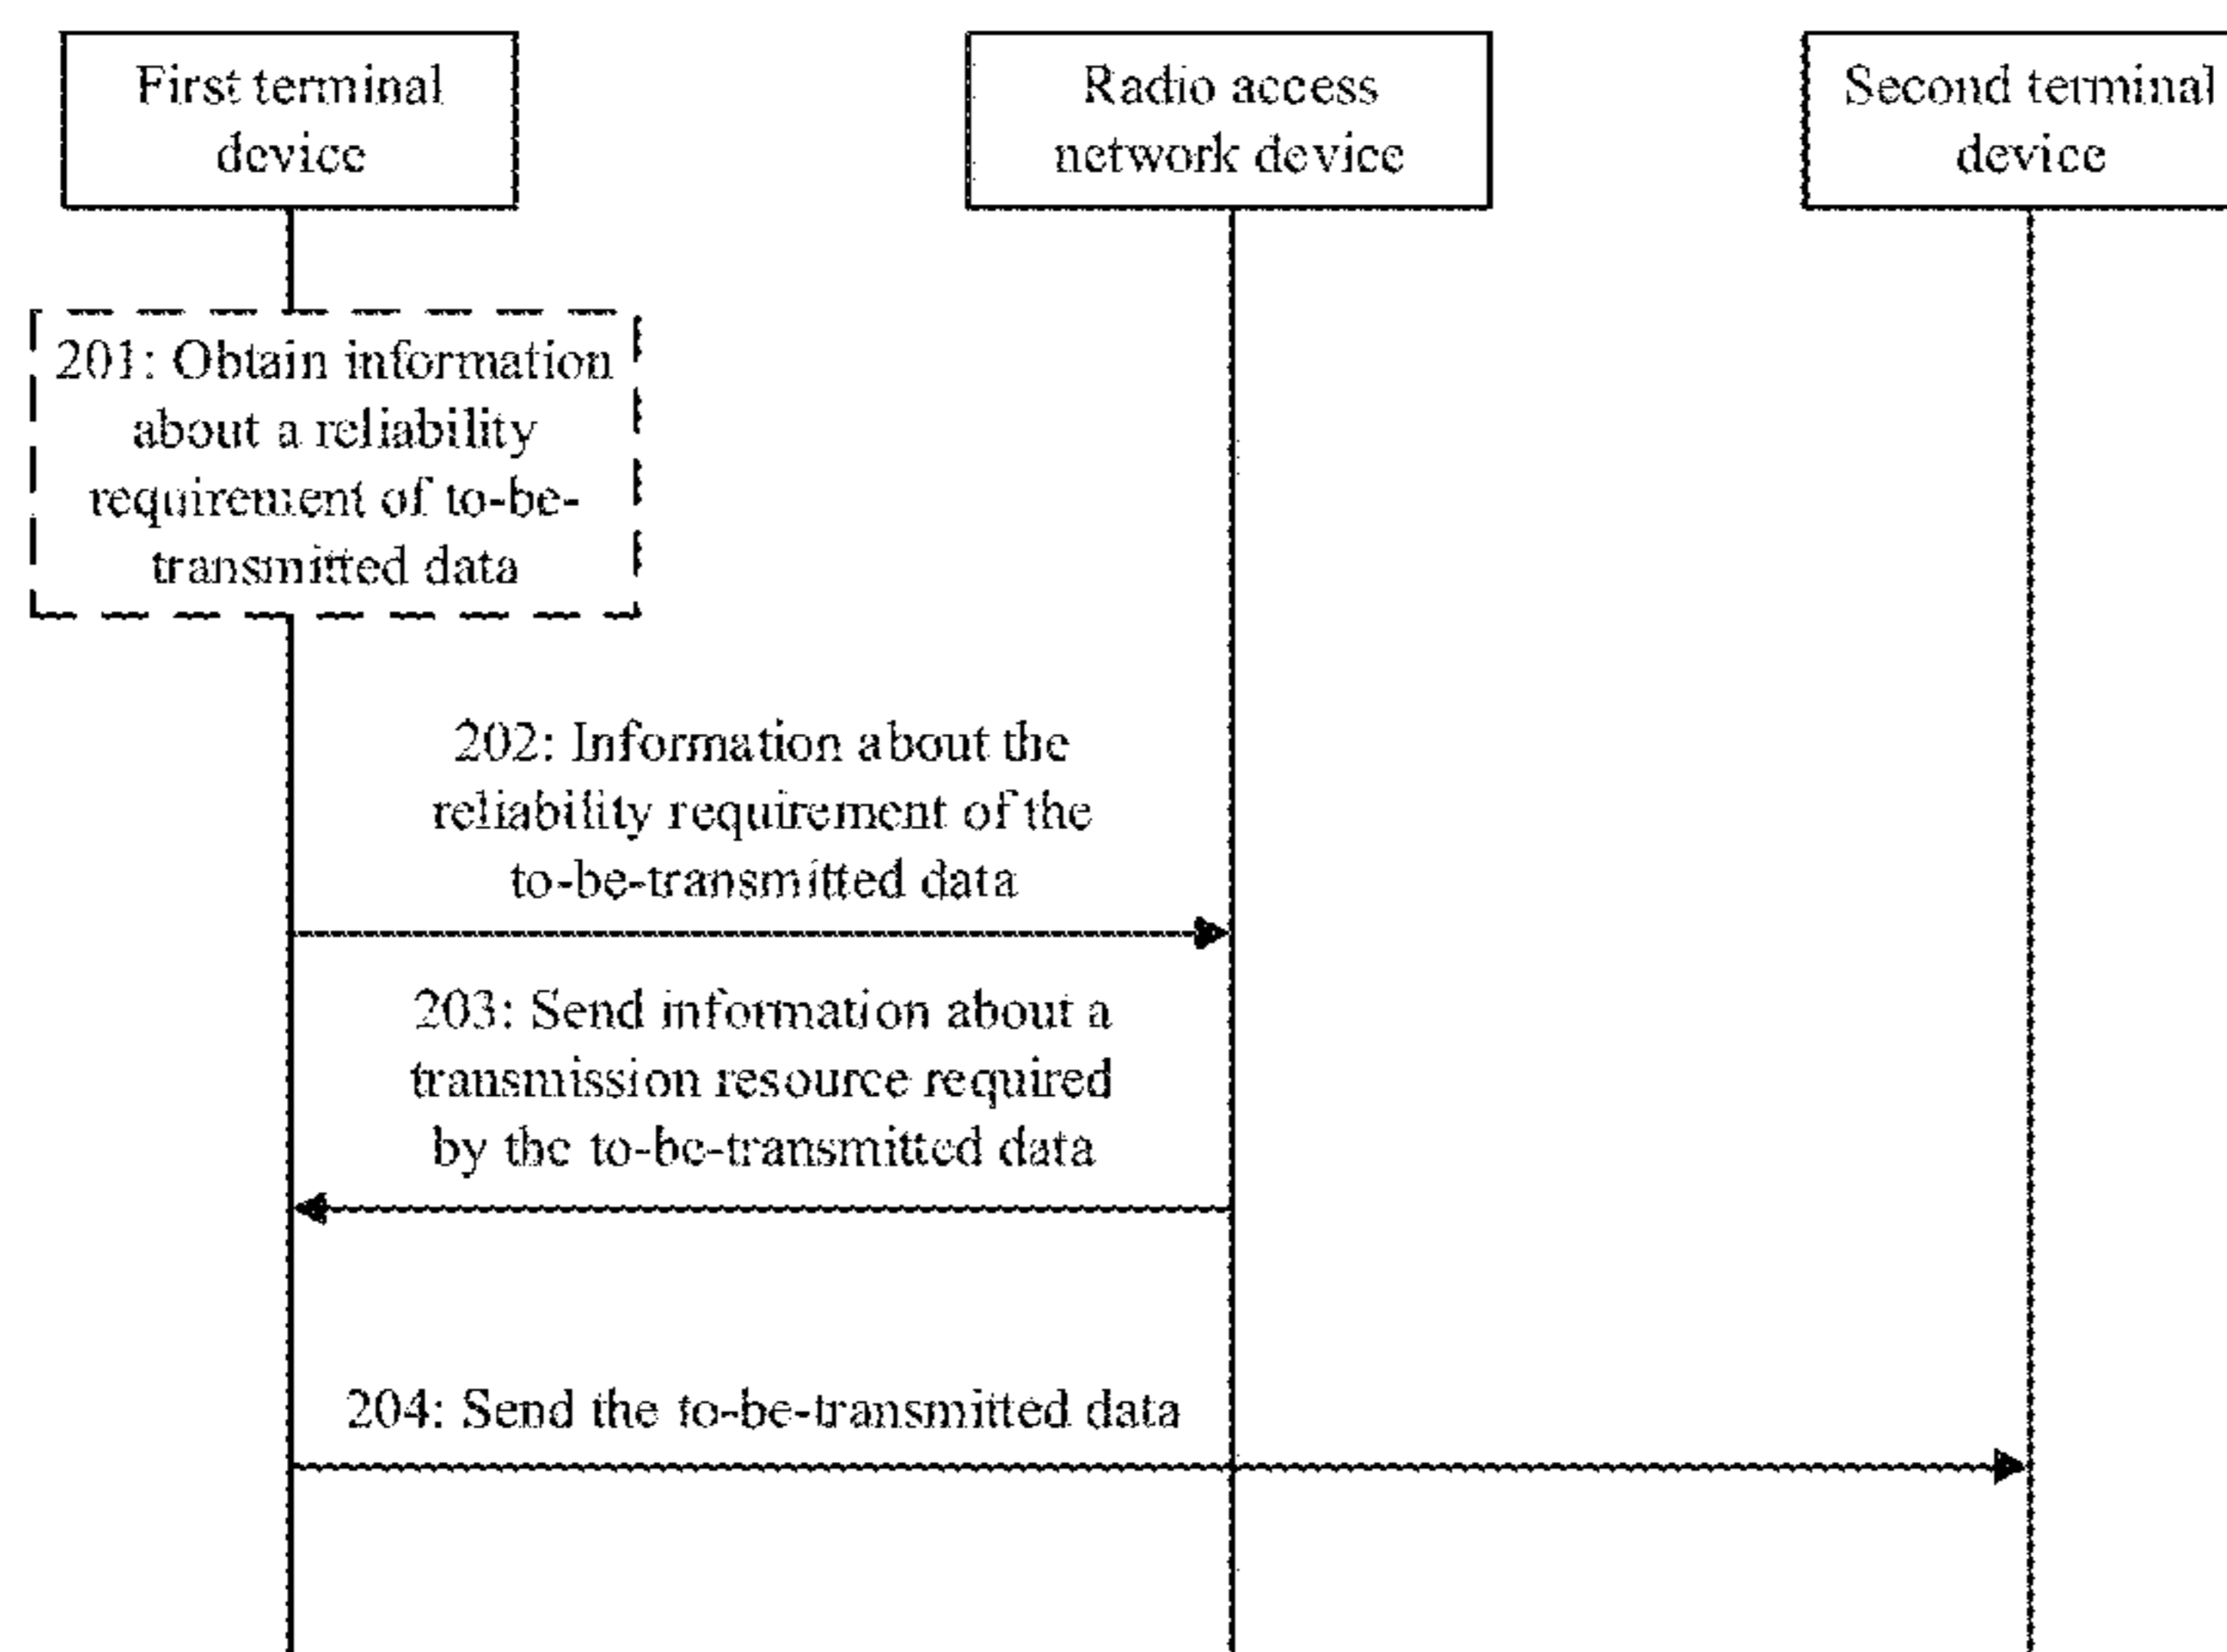 First terminal
device
Radio access
network device
Second terminal
device
201: Obtain information
about a reliability
requirement of to-be-
transmitted data
202: Information about the
reliability requirement of the
to-be-transmitted data
203: Send information about a
transmission resource required
by the to-be-transmitted data
204: Send the to-be-transmitted data